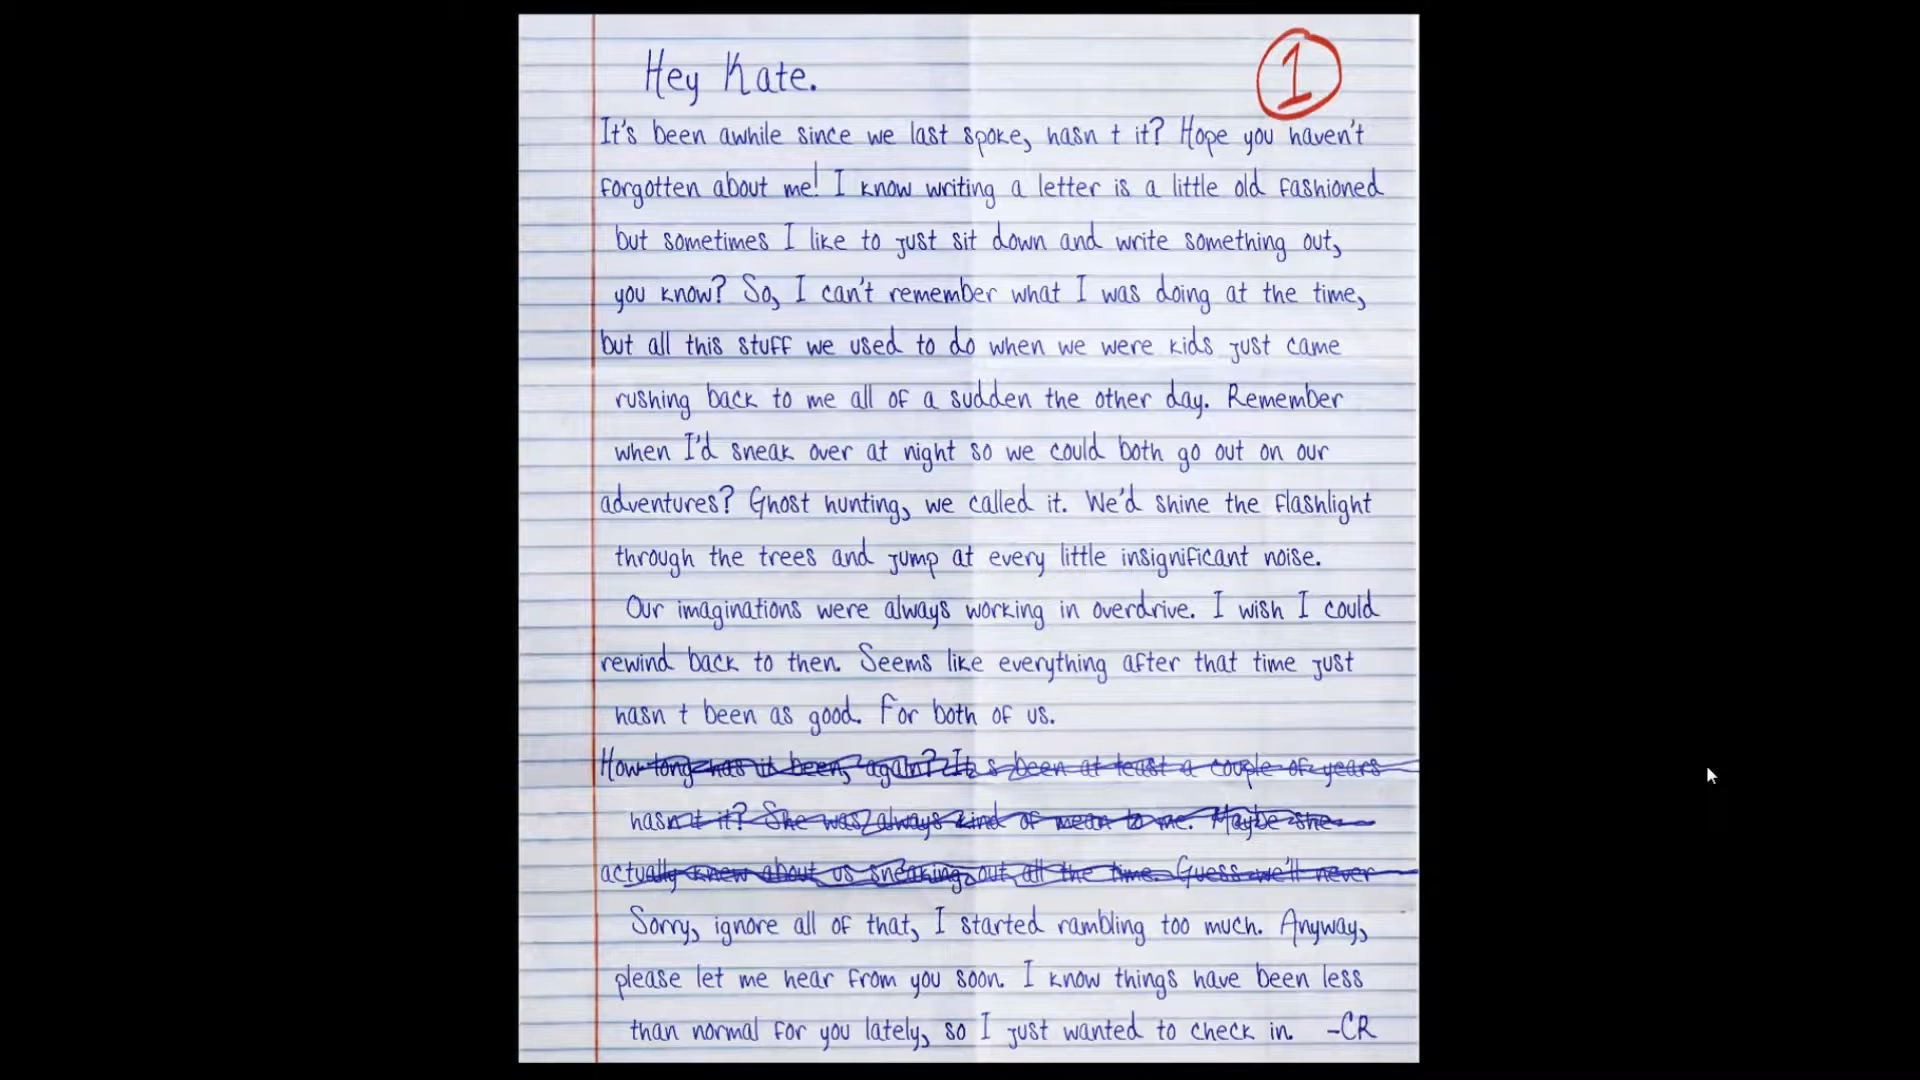 Hey Kate.
1
It's been awhile since we last spoke, hasn t it? Hope you haven't
forgotten about me! I know writing a letter is a little old fashioned
but sometimes I like to just sit down and write something out,
you know? So, I can't remember what I was doing at the time,
but all this stuff we used to do when we were kids just came
rushing back to me all of a sudden the other day. Remember
when I'd sneak over at night so we could both go out on our
adventures? Ghost hunting, we called it. We'd shine the flashlight
through the trees and jump at every little insignificant noise.
Our imaginations were always working in overdrive. I wish I could
rewind back to then. Seems like everything after that time just
hasn t been as good. For both of us.
How long has it been, again? It s been at least a couple of years
hasn t it? She was always kind of mean to me. Maybe she
actually knew about us sneaking out all the time. Guess we'll never
Sorry, ignore all of that, I started rambling too much. Anyway,
please let me hear from you soon. I know things have been less
than normal for you lately, so I just wanted to check in. -CR